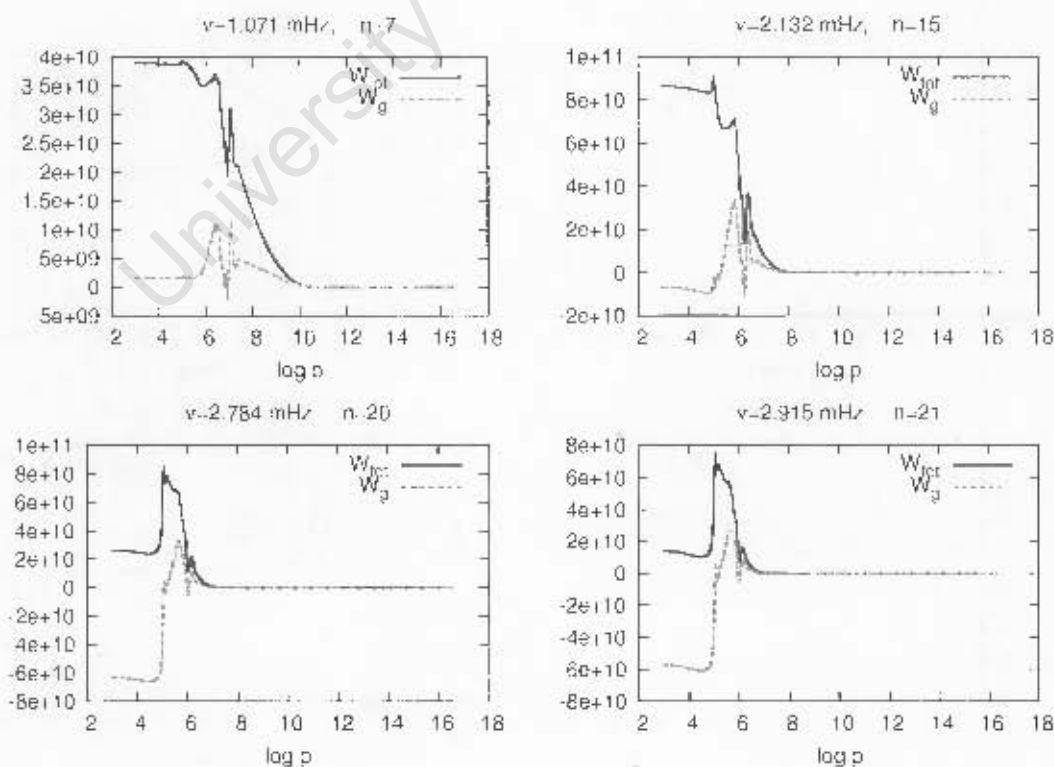 ν=1.071 mHz, n=7
4e+10
3.5e+10
3e+10
2.5e+10
2e+10
1.5e+10
1e+10
5e+09
0
5e+09
W_tot
W_g
2 4 6 8 10 12 14 16 18
log p
ν=2.132 mHz, n=15
1e+11
8e+10
6e+10
4e+10
2e+10
0
-2e+10
W_tot
W_g
2 4 6 8 10 12 14 16 18
log p
ν=2.784 mHz n=20
1e+11
8e+10
6e+10
4e+10
2e+10
0
-2e+10
-4e+10
-6e+10
-8e+10
W_tot
W_g
2 4 6 8 10 12 14 16 18
log p
ν=2.915 mHz n=21
8e+10
6e+10
4e+10
2e+10
0
-2e+10
-4e+10
-6e+10
-8e+10
W_tot
W_g
2 4 6 8 10 12 14 16 18
log p
University